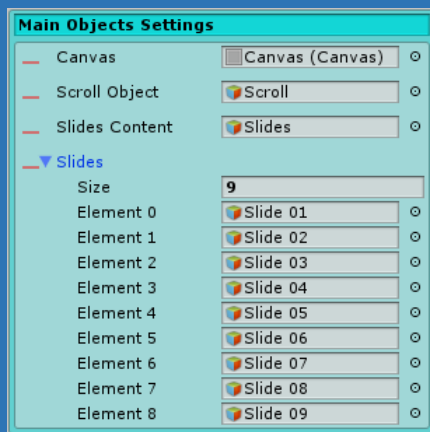 Main Objects Settings
Canvas Canvas (Canvas)
Scroll Object Scroll
Slides Content Slides
Slides
Size 9
Element 0 Slide 01
Element 1 Slide 02
Element 2 Slide 03
Element 3 Slide 04
Element 4 Slide 05
Element 5 Slide 06
Element 6 Slide 07
Element 7 Slide 08
Element 8 Slide 09